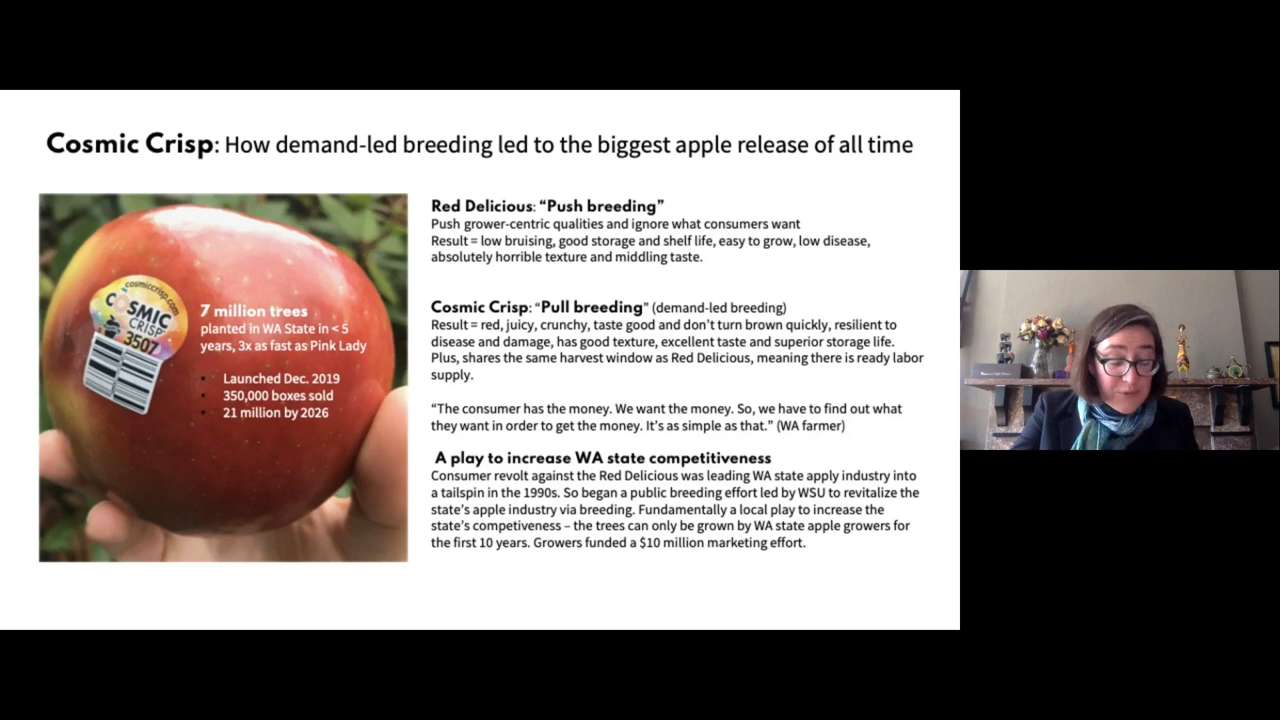 Cosmic Crisp: How demand-led breeding led to the biggest apple release of all time
cosmiccrisp.com
COSMIC
CRISP
3507
7 million trees
planted in WA State in < 5
years, 3x as fast as Pink Lady
• Launched Dec. 2019
• 350,000 boxes sold
• 21 million by 2026
Red Delicious: “Push breeding”
Push grower-centric qualities and ignore what consumers want
Result = low bruising, good storage and shelf life, easy to grow, low disease,
absolutely horrible texture and middling taste.
Cosmic Crisp: “Pull breeding” (demand-led breeding)
Result = red, juicy, crunchy, taste good and don’t turn brown quickly, resilient to
disease and damage, has good texture, excellent taste and superior storage life.
Plus, shares the same harvest window as Red Delicious, meaning there is ready labor
supply.
“The consumer has the money. We want the money. So, we have to find out what
they want in order to get the money. It’s as simple as that.” (WA farmer)
A play to increase WA state competitiveness
Consumer revolt against the Red Delicious was leading WA state apply industry into
a tailspin in the 1990s. So began a public breeding effort led by WSU to revitalize the
state’s apple industry via breeding. Fundamentally a local play to increase the
state’s competiveness – the trees can only be grown by WA state apple growers for
the first 10 years. Growers funded a $10 million marketing effort.